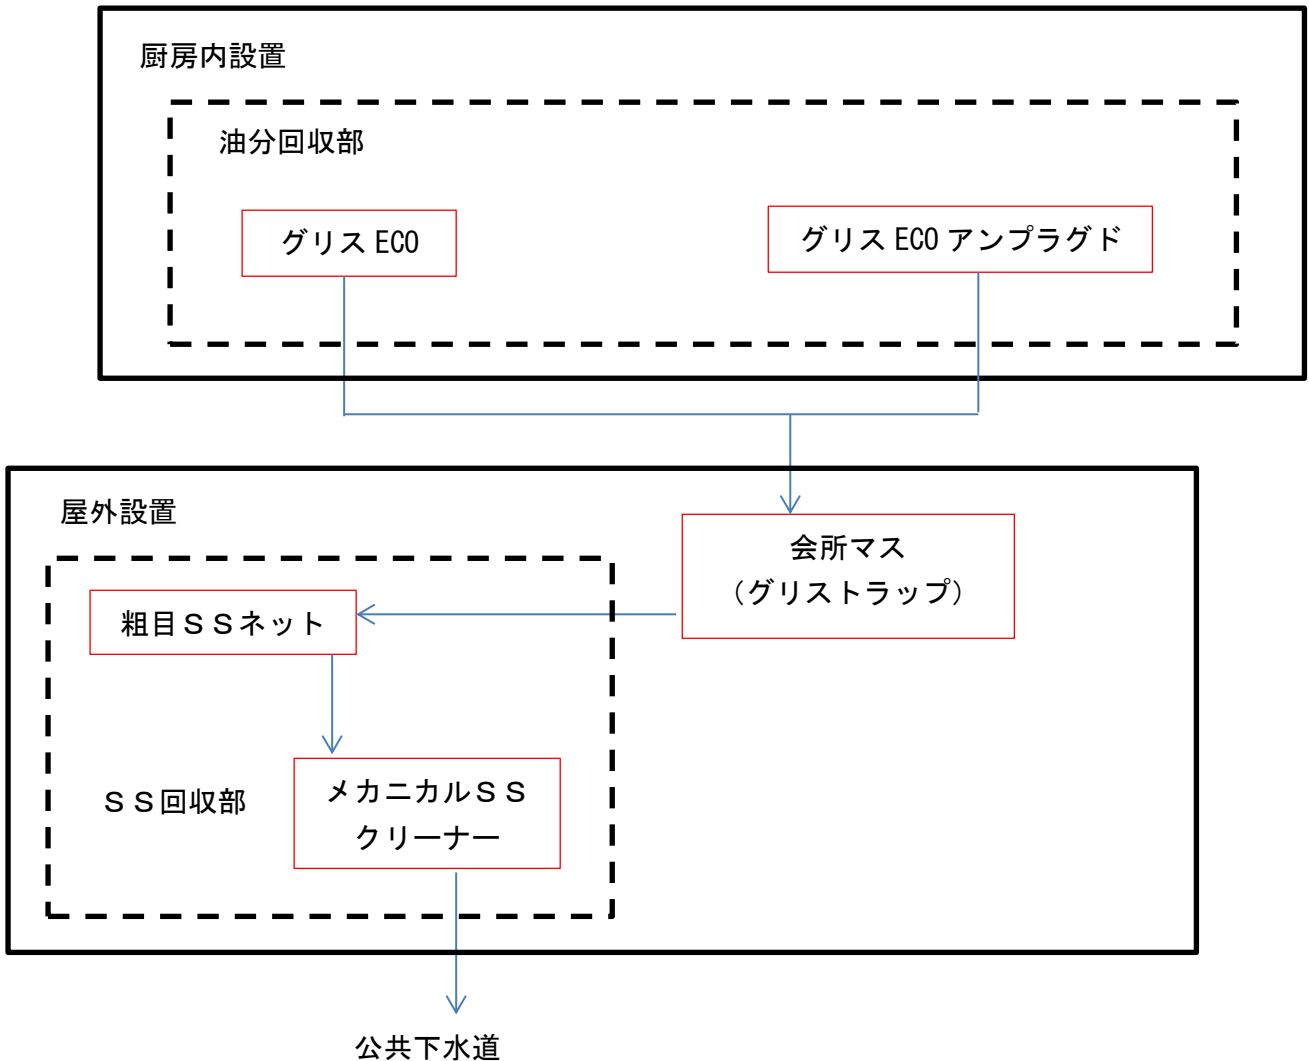 厨房内設置
油分回収部
グリス ECO
グリス ECO アンプラグド
屋外設置
会所マス
（グリストラップ）
粗目ＳＳネット
ＳＳ回収部
メカニカルＳＳ
クリーナー
公共下水道